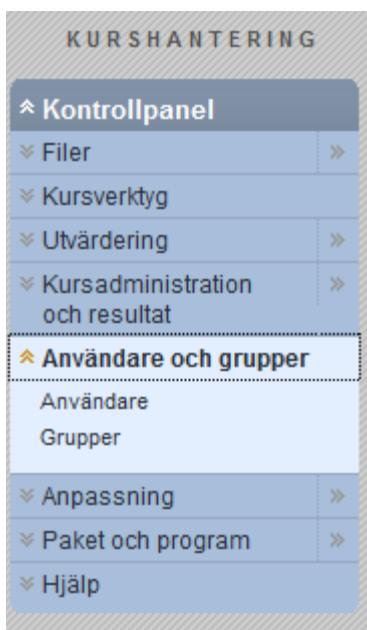 KURSHANTERING
Kontrollpanel
Filer
Kursverktyg
Utvärdering
Kursadministration
och resultat
Användare och grupper
Användare
Grupper
Anpassning
Paket och program
Hjälp